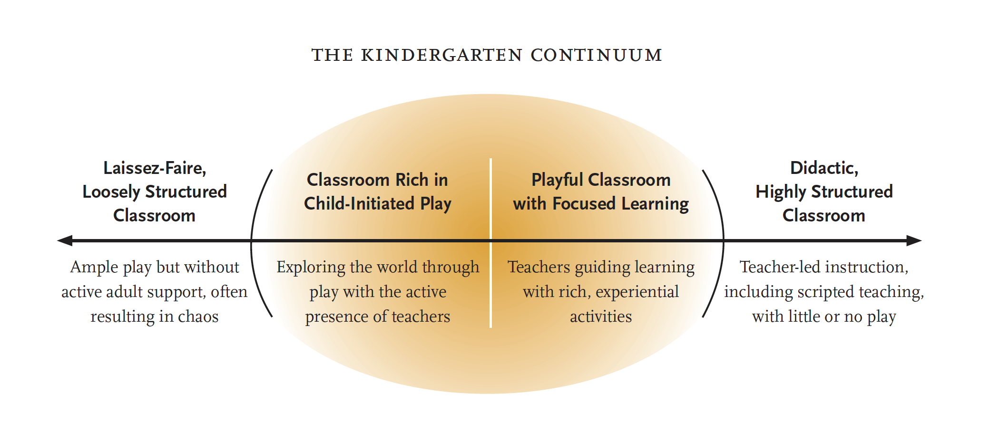 THE KINDERGARTEN CONTINUUM
Laissez-Faire,
Loosely Structured
Classroom
Ample play but without
active adult support, often
resulting in chaos
Classroom Rich in
Child-Initiated Play
Exploring the world through
play with the active
presence of teachers
Playful Classroom
with Focused Learning
Teachers guiding learning
with rich, experiential
activities
Didactic,
Highly Structured
Classroom
Teacher-led instruction,
including scripted teaching,
with little or no play